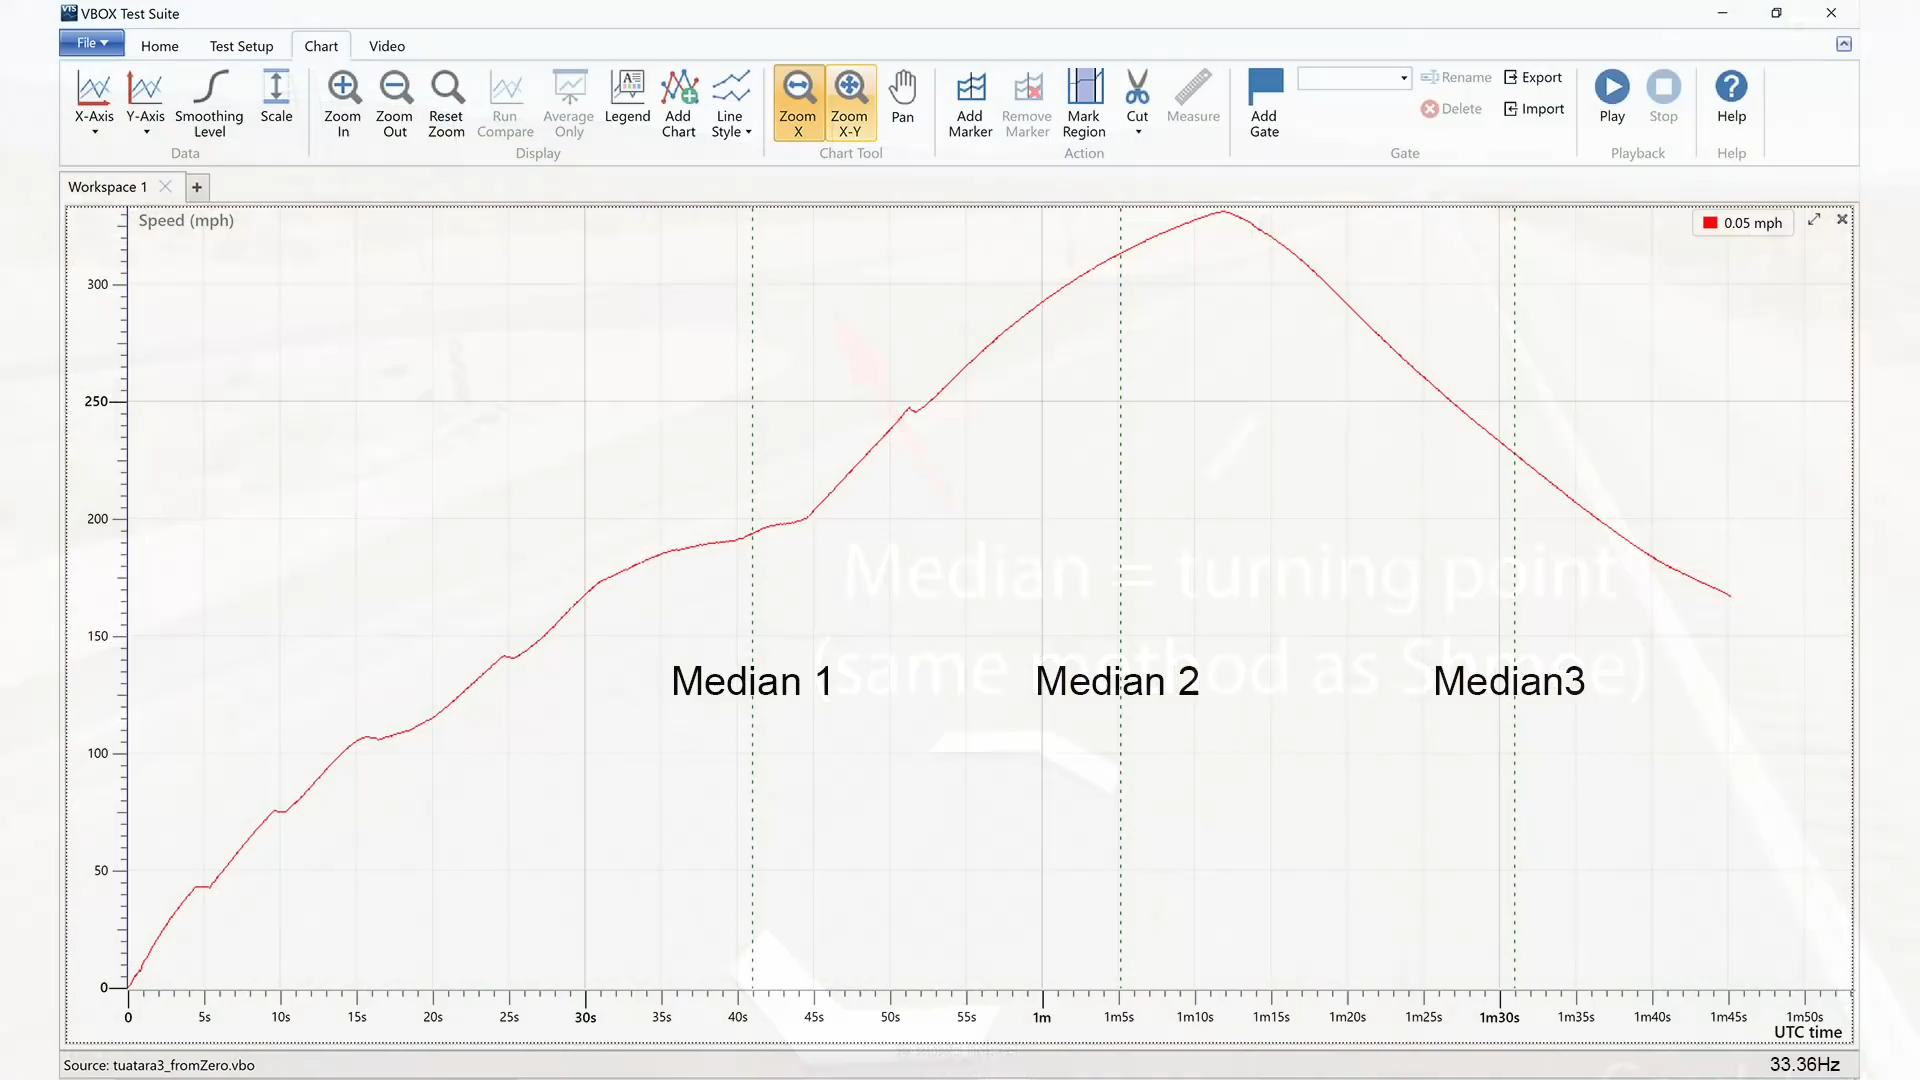 VBOX Test Suite
File Home Test Setup Chart Video
X-Axis Y-Axis Smoothing Level Scale
Data
Zoom In Zoom Out Reset Zoom Run Compare Average Only Legend Add Chart Line Style
Display
Zoom X Zoom X-Y Pan
Chart Tool
Add Marker Remove Marker Mark Region Cut Measure
Action
Add Gate Rename Export
Delete Import
Gate
Play Stop
Playback
Help
Help
Workspace 1
Speed (mph)
0.05 mph
300
250
200
150
100
50
0
Median = turning point
(same method as Shmee)
Median 1 Median 2 Median3
0 5s 10s 15s 20s 25s 30s 35s 40s 45s 50s 55s 1m 1m5s 1m10s 1m15s 1m20s 1m25s 1m30s 1m35s 1m40s 1m45s 1m50s
UTC time
Source: tuatara3_fromZero.vbo 33.36Hz